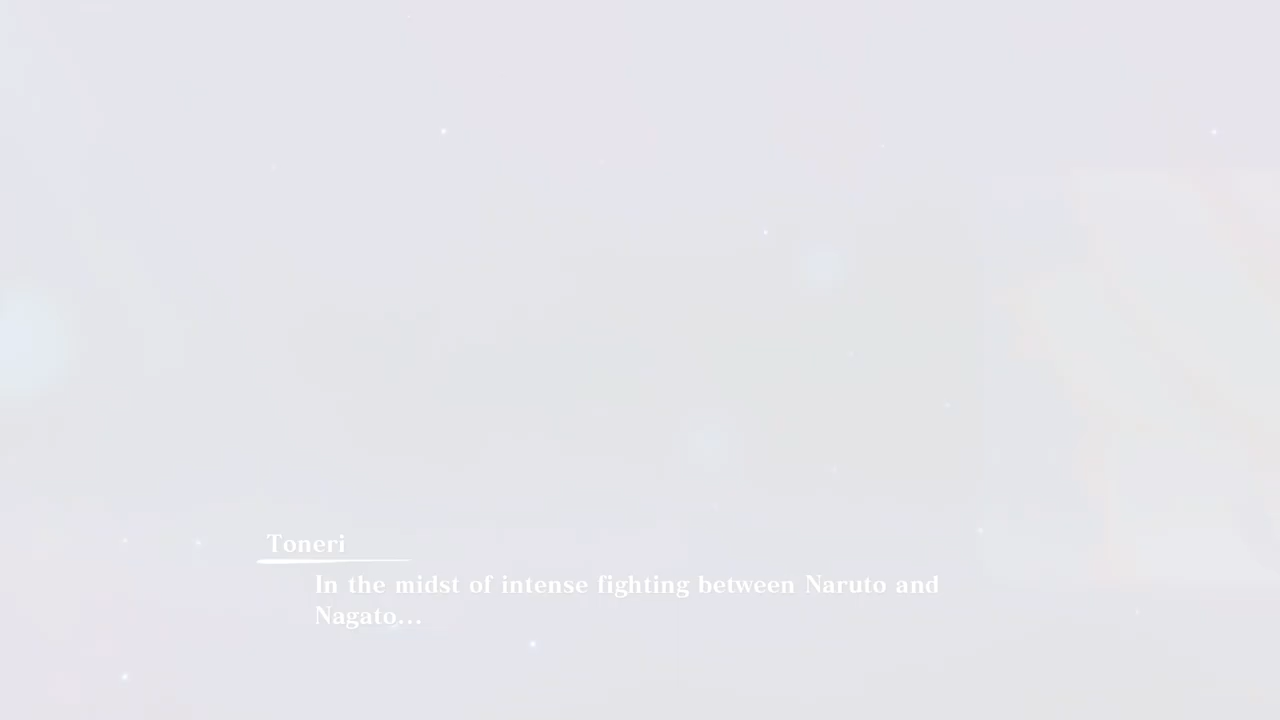 Toneri
In the midst of intense fighting between Naruto and
Nagato...